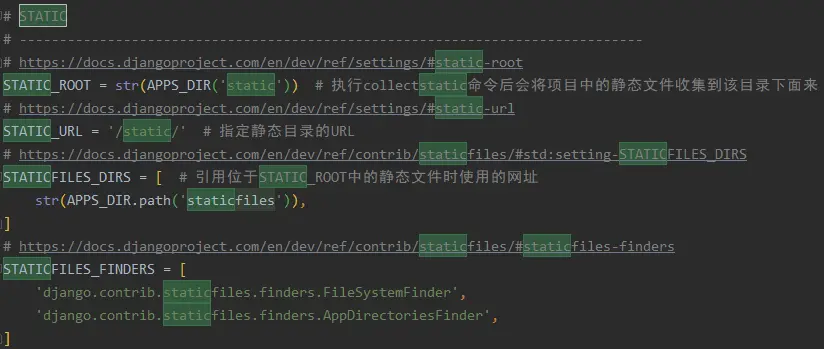 # STATIC
# ------------------------------------------------------------------------------
# https://docs.djangoproject.com/en/dev/ref/settings/#static-root
STATIC_ROOT = str(APPS_DIR('static'))  # 执行collectstatic命令后会将项目中的静态文件收集到该目录下面来
# https://docs.djangoproject.com/en/dev/ref/settings/#static-url
STATIC_URL = '/static/'  # 指定静态目录的URL
# https://docs.djangoproject.com/en/dev/ref/contrib/staticfiles/#std:setting-STATICFILES_DIRS
STATICFILES_DIRS = [  # 引用位于STATIC_ROOT中的静态文件时使用的网址
    str(APPS_DIR.path('staticfiles')),
]
# https://docs.djangoproject.com/en/dev/ref/contrib/staticfiles/#staticfiles-finders
STATICFILES_FINDERS = [
    'django.contrib.staticfiles.finders.FileSystemFinder',
    'django.contrib.staticfiles.finders.AppDirectoriesFinder',
]